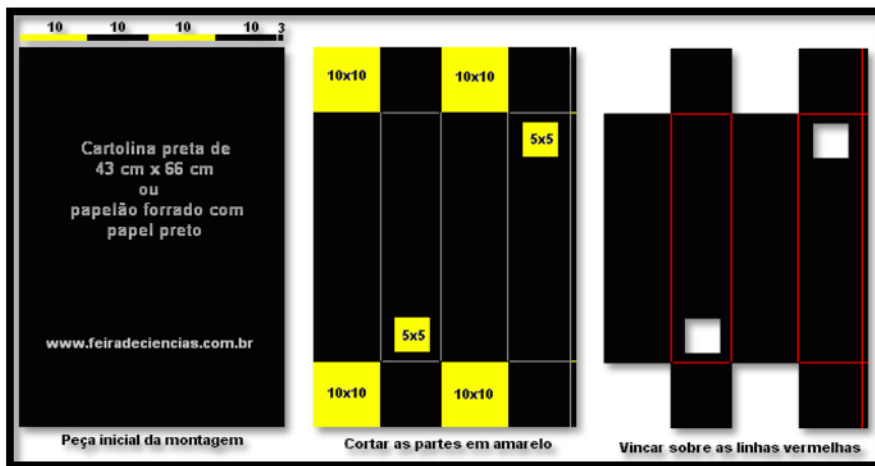 10 10 10 10 3
Cartolina preta de
43 cm x 66 cm
ou
papelão forrado com
papel preto
www.feiradeciencias.com.br
Peça inicial da montagem
10x10 10x10
5x5
5x5
10x10 10x10
Cortar as partes em amarelo
Vincar sobre as linhas vermelhas